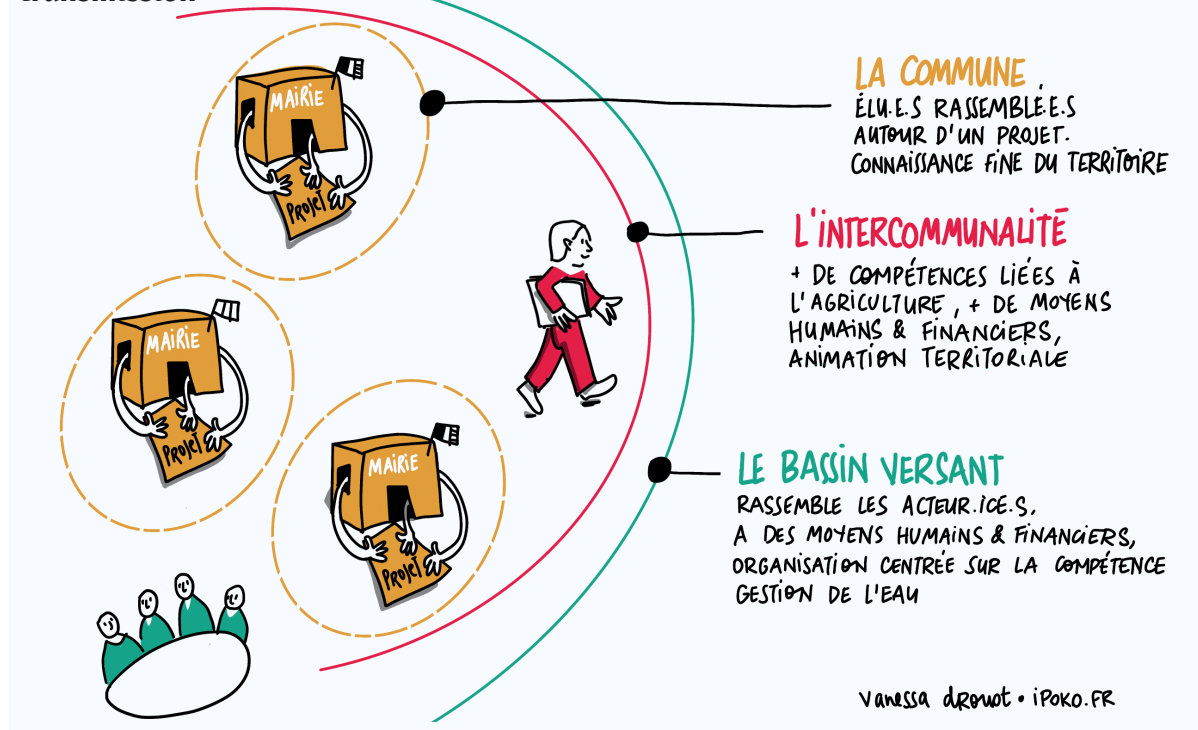 MAIRIE
PROJET
MAIRIE
PROJET
MAIRIE
PROJET
LA COMMUNE
ÉLU.E.S RASSEMBLÉ.E.S
AUTOUR D'UN PROJET.
CONNAISSANCE FINE DU TERRITOIRE
L'INTERCOMMUNALITÉ
+ DE COMPÉTENCES LIÉES À
L'AGRICULTURE, + DE MOYENS
HUMAINS & FINANCIERS,
ANIMATION TERRITORIALE
LE BASSIN VERSANT
RASSEMBLE LES ACTEUR.ICE.S,
A DES MOYENS HUMAINS & FINANCIERS,
ORGANISATION CENTRÉE SUR LA COMPÉTENCE
GESTION DE L'EAU
vanessa drouot • iPOKO.FR